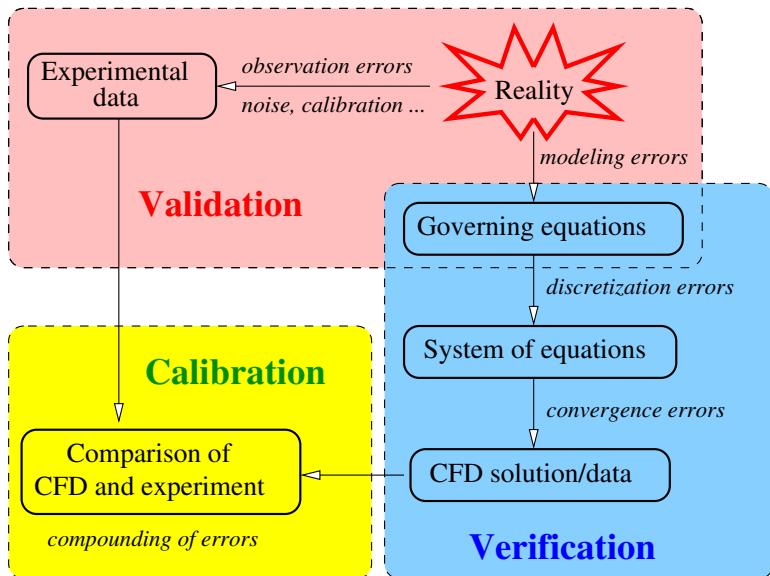 Experimental
data
observation errors
noise, calibration ...
Reality
modeling errors
Validation
Governing equations
discretization errors
System of equations
Calibration
convergence errors
Comparison of
CFD and experiment
CFD solution/data
compounding of errors
Verification